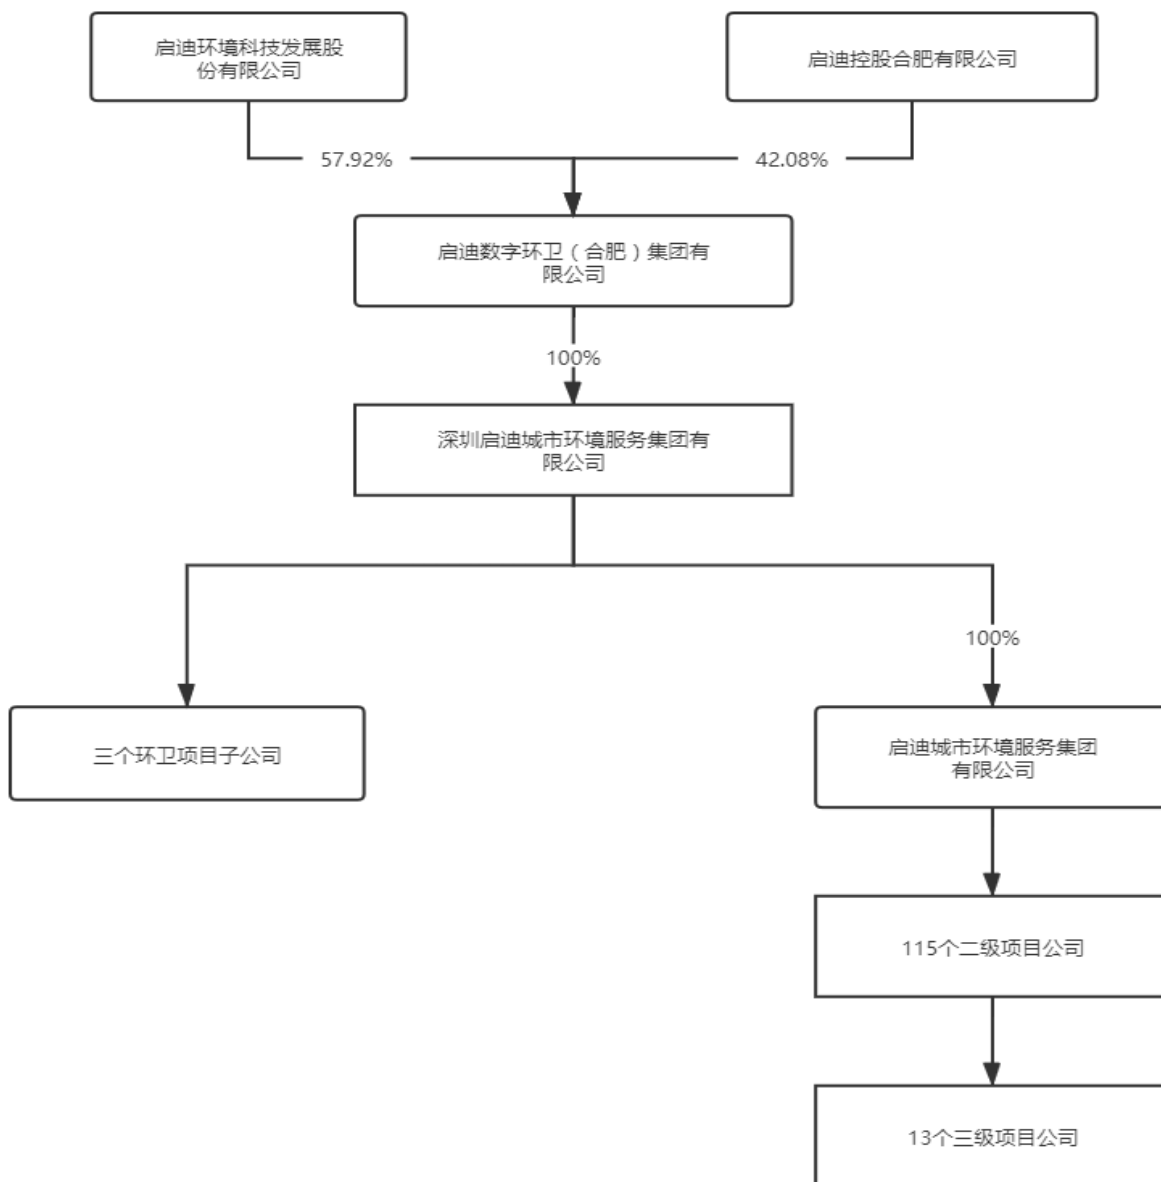 启迪环境科技发展股
份有限公司
启迪控股合肥有限公司
57.92%
42.08%
启迪数字环卫（合肥）集团有
限公司
100%
深圳启迪城市环境服务集团有
限公司
100%
三个环卫项目子公司
启迪城市环境服务集团
有限公司
115个二级项目公司
13个三级项目公司